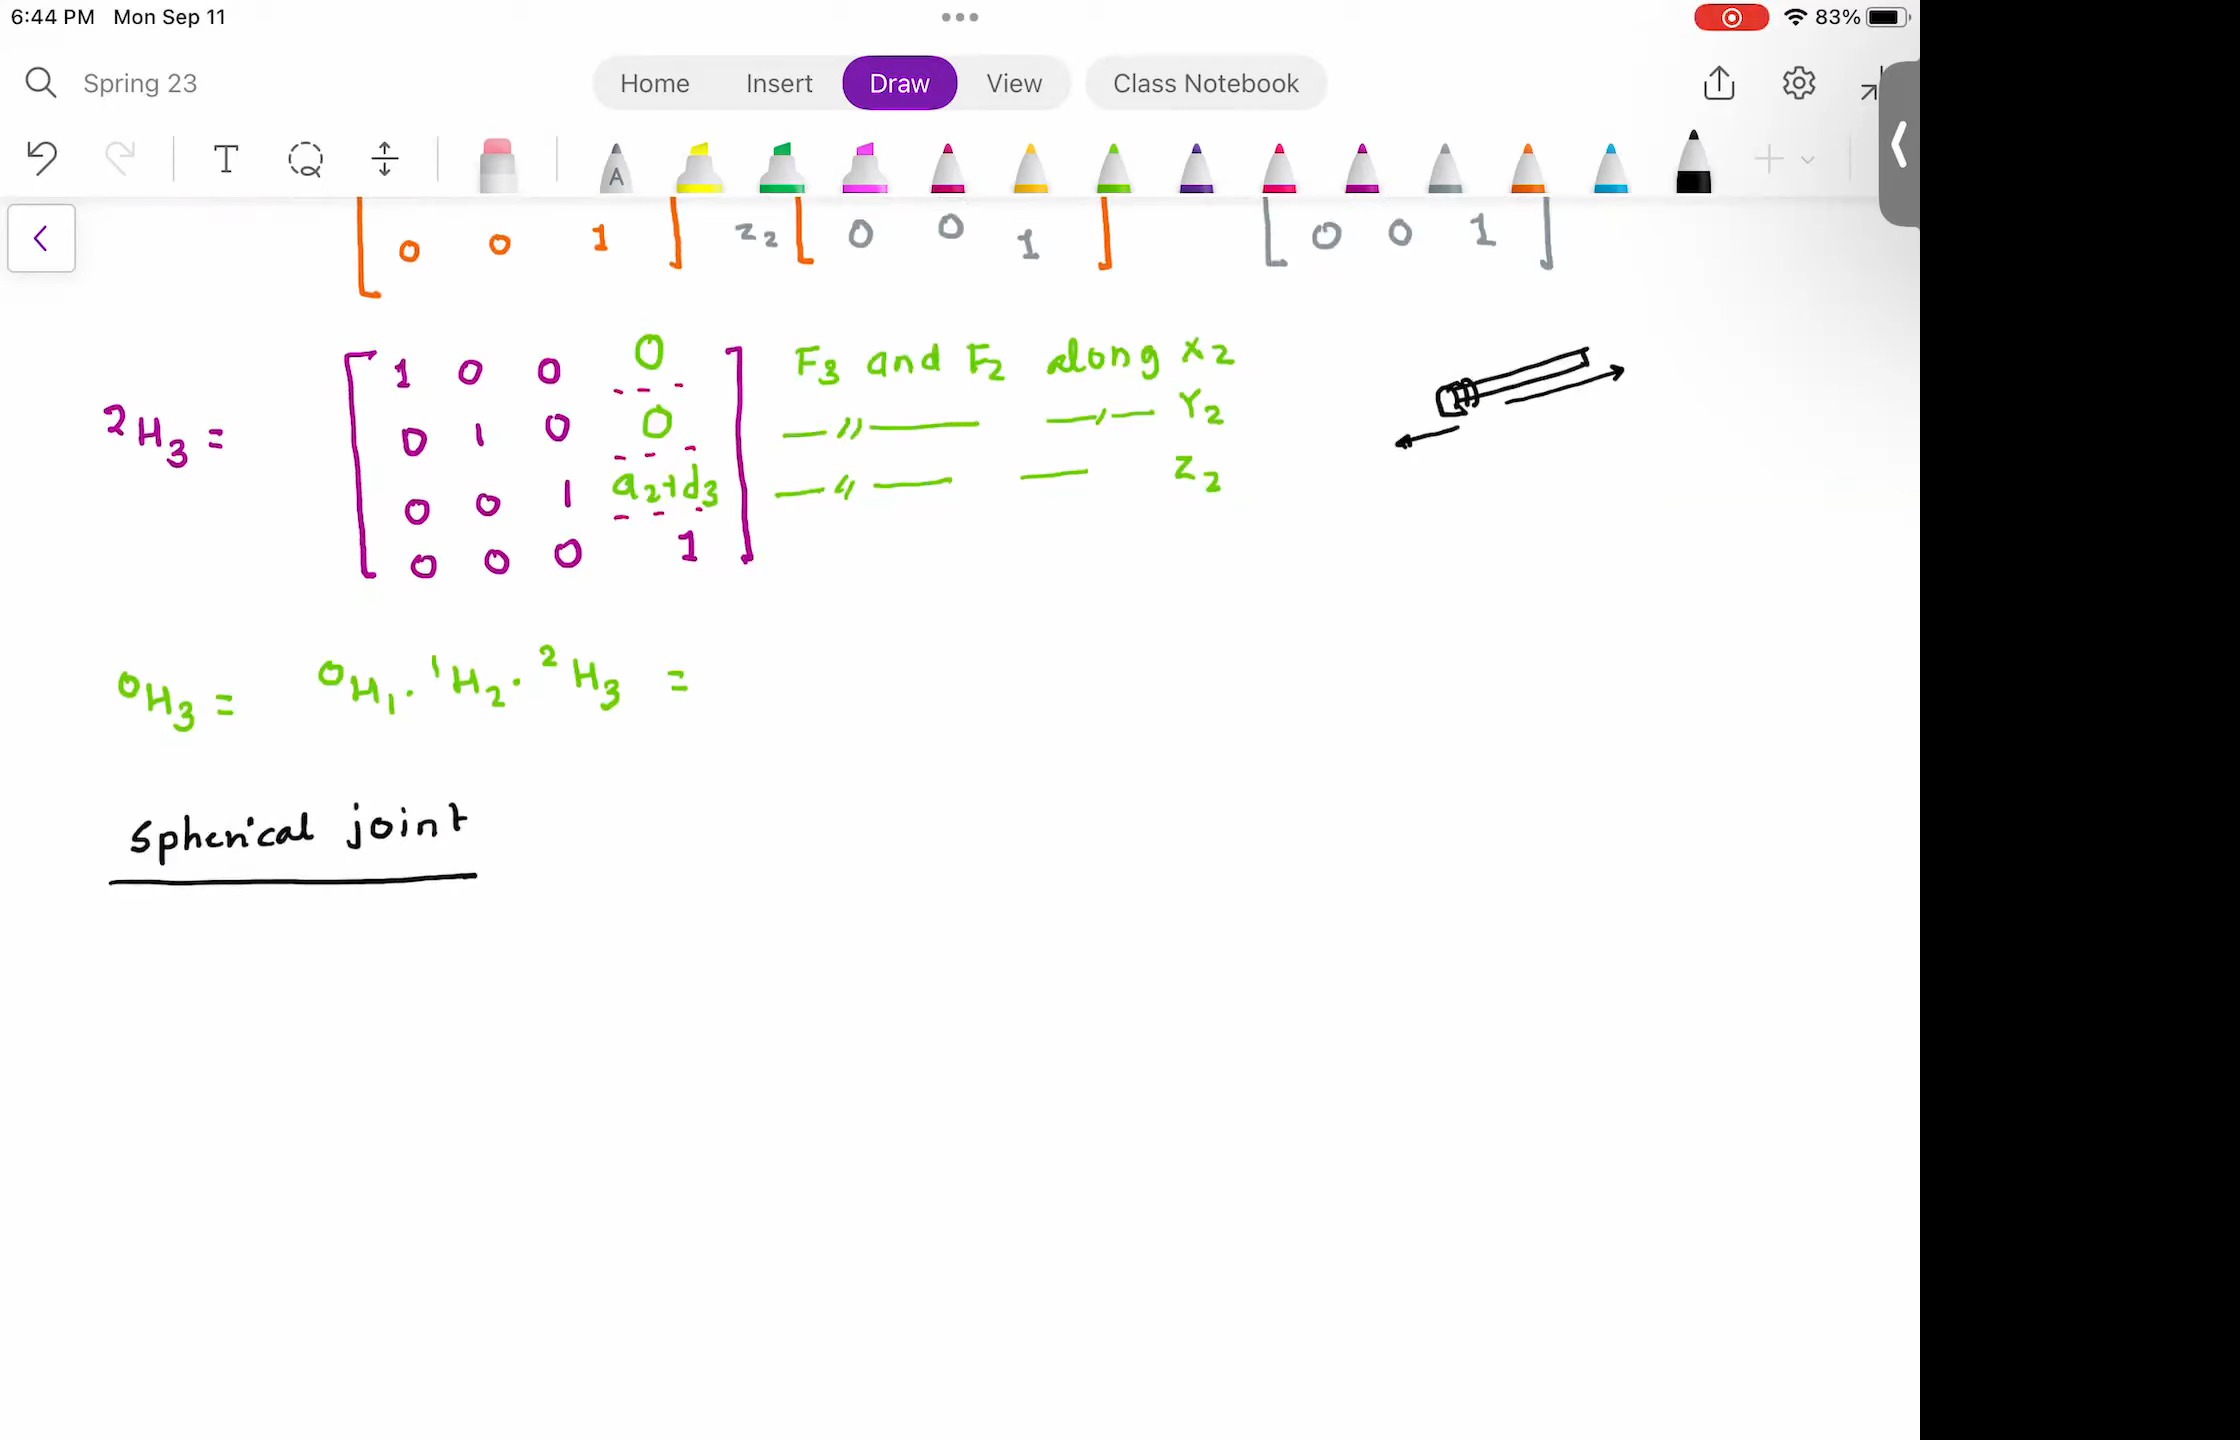 6:44 PM Mon Sep 11
83%
Spring 23
Home Insert Draw View Class Notebook
T A
0 0 1 z2 0 0 1 0 0 1
1 0 0 0 F3 and F2 along X2
2H3 = 0 1 0 0 —〃— —〃— Y2
0 0 1 a2+d3 —〃— — Z2
0 0 0 1
0H3 = 0H1 . 1H2 . 2H3 =
Spherical joint